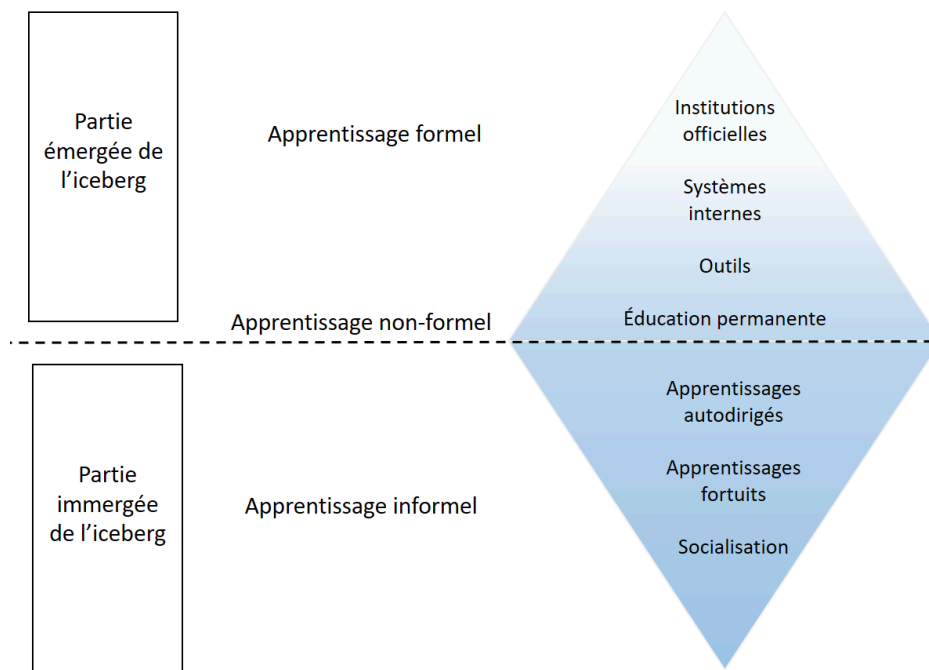 Partie
émergée de
l’iceberg
Apprentissage formel
Institutions
officielles
Systèmes
internes
Outils
Apprentissage non-formel
Éducation permanente
Partie
immergée
de l’iceberg
Apprentissage informel
Apprentissages
autodirigés
Apprentissages
fortuits
Socialisation